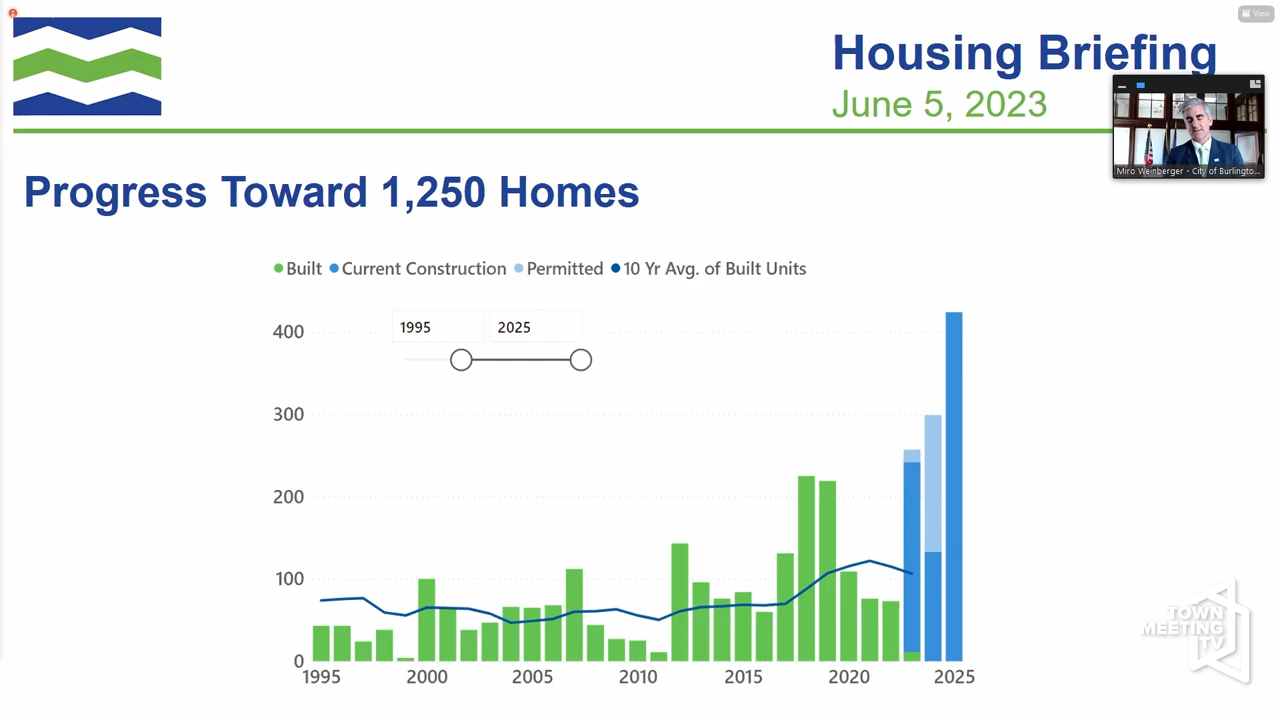 View
Housing Briefing
June 5, 2023
Miro Weinberger - City of Burlingto...
Progress Toward 1,250 Homes
Built Current Construction Permitted 10 Yr Avg. of Built Units
1995 2025
400
300
200
100
0
1995 2000 2005 2010 2015 2020 2025
TOWN
MEETING
TV